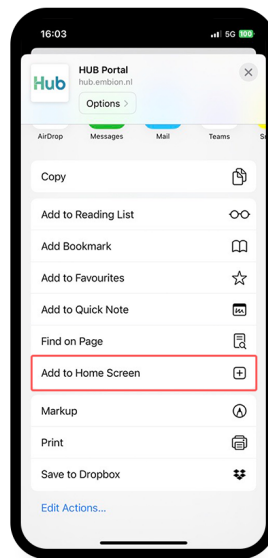 16:03
5G 100
Hub
HUB Portal
hub.embion.nl
Options >
AirDrop Messages Mail Teams
Copy
Add to Reading List
Add Bookmark
Add to Favourites
Add to Quick Note
Find on Page
Add to Home Screen
Markup
Print
Save to Dropbox
Edit Actions...